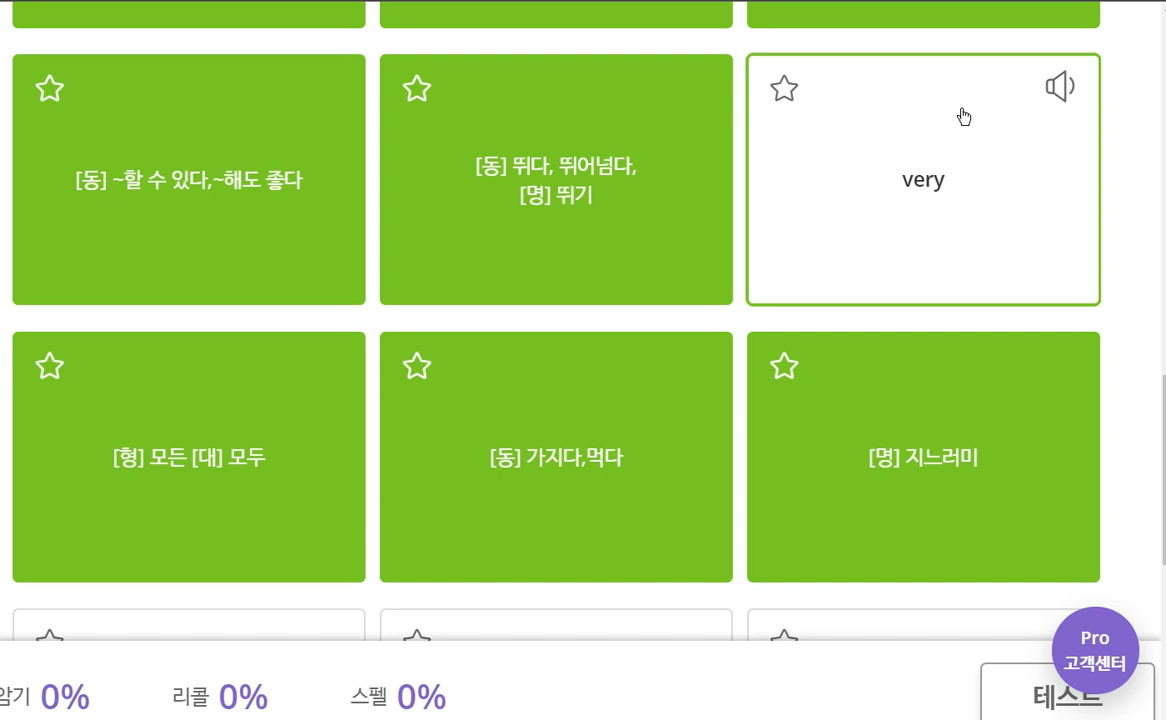 [동] ~할 수 있다,~해도 좋다
[동] 뛰다, 뛰어넘다,
[명] 뛰기
very
[형] 모든 [대] 모두
[동] 가지다,먹다
[명] 지느러미
Pro
고객센터
암기 0%
리콜 0%
스펠 0%
테스트